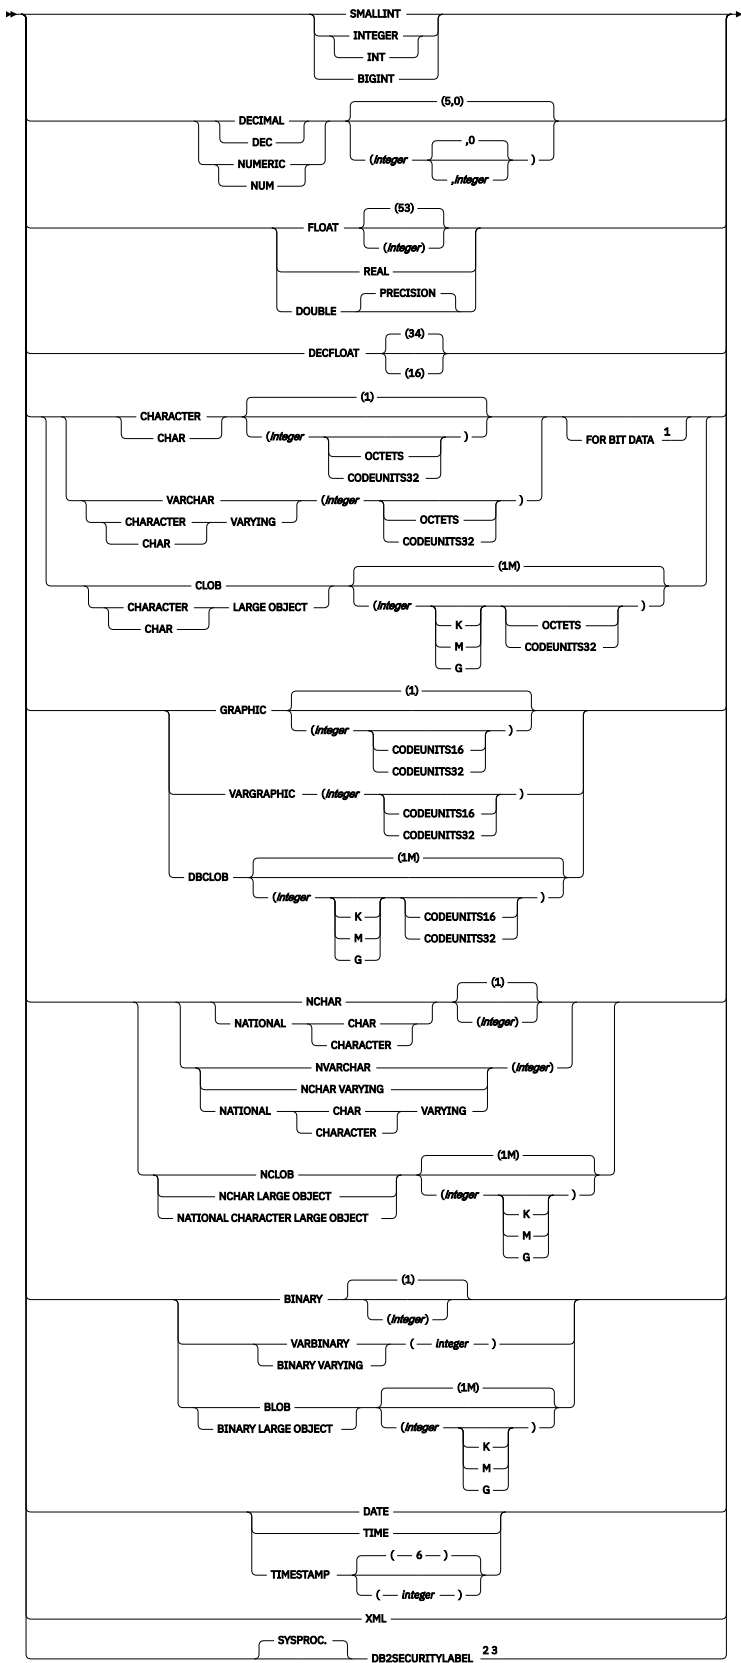 SMALLINT
INTEGER
INT
BIGINT
(5,0)
DECIMAL
DEC
,0
(integer )
NUMERIC
,integer
NUM
(53)
FLOAT
(integer)
REAL
PRECISION
DOUBLE
(34)
DECFLOAT
(16)
(1)
CHARACTER
CHAR
(integer )
FOR BIT DATA 1
OCTETS
CODEUNITS32
VARCHAR (integer )
CHARACTER VARYING
OCTETS
CHAR
CODEUNITS32
(1M)
CLOB
CHARACTER LARGE OBJECT
(integer )
CHAR
K OCTETS
M CODEUNITS32
G
(1)
GRAPHIC
(integer )
CODEUNITS16
CODEUNITS32
VARGRAPHIC (integer )
CODEUNITS16
CODEUNITS32
(1M)
DBCLOB
(integer )
K CODEUNITS16
M CODEUNITS32
G
(1)
NCHAR
NATIONAL CHAR (integer)
CHARACTER
NVARCHAR (integer)
NCHAR VARYING
NATIONAL CHAR VARYING
CHARACTER
(1M)
NCLOB
NCHAR LARGE OBJECT (integer )
NATIONAL CHARACTER LARGE OBJECT K
M
G
(1)
BINARY
(integer)
VARBINARY ( integer )
BINARY VARYING
(1M)
BLOB
BINARY LARGE OBJECT (integer )
K
M
G
DATE
TIME
( 6 )
TIMESTAMP
( integer )
XML
SYSPROC.
DB2SECURITYLABEL 2 3